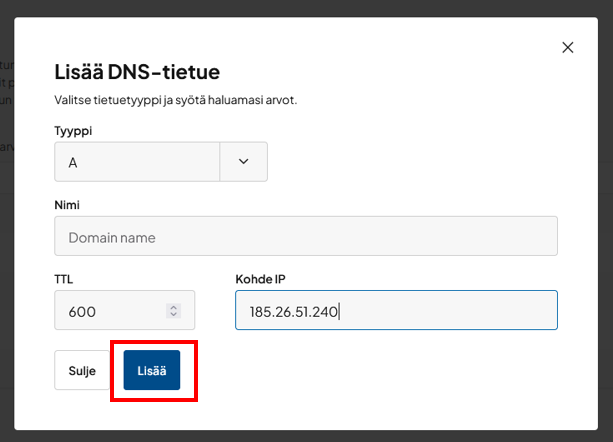 Lisää DNS-tietue
Valitse tietuetyyppi ja syötä haluamasi arvot.
Tyyppi
A
Nimi
Domain name
TTL
Kohde IP
600
185.26.51.240
Sulje
Lisää